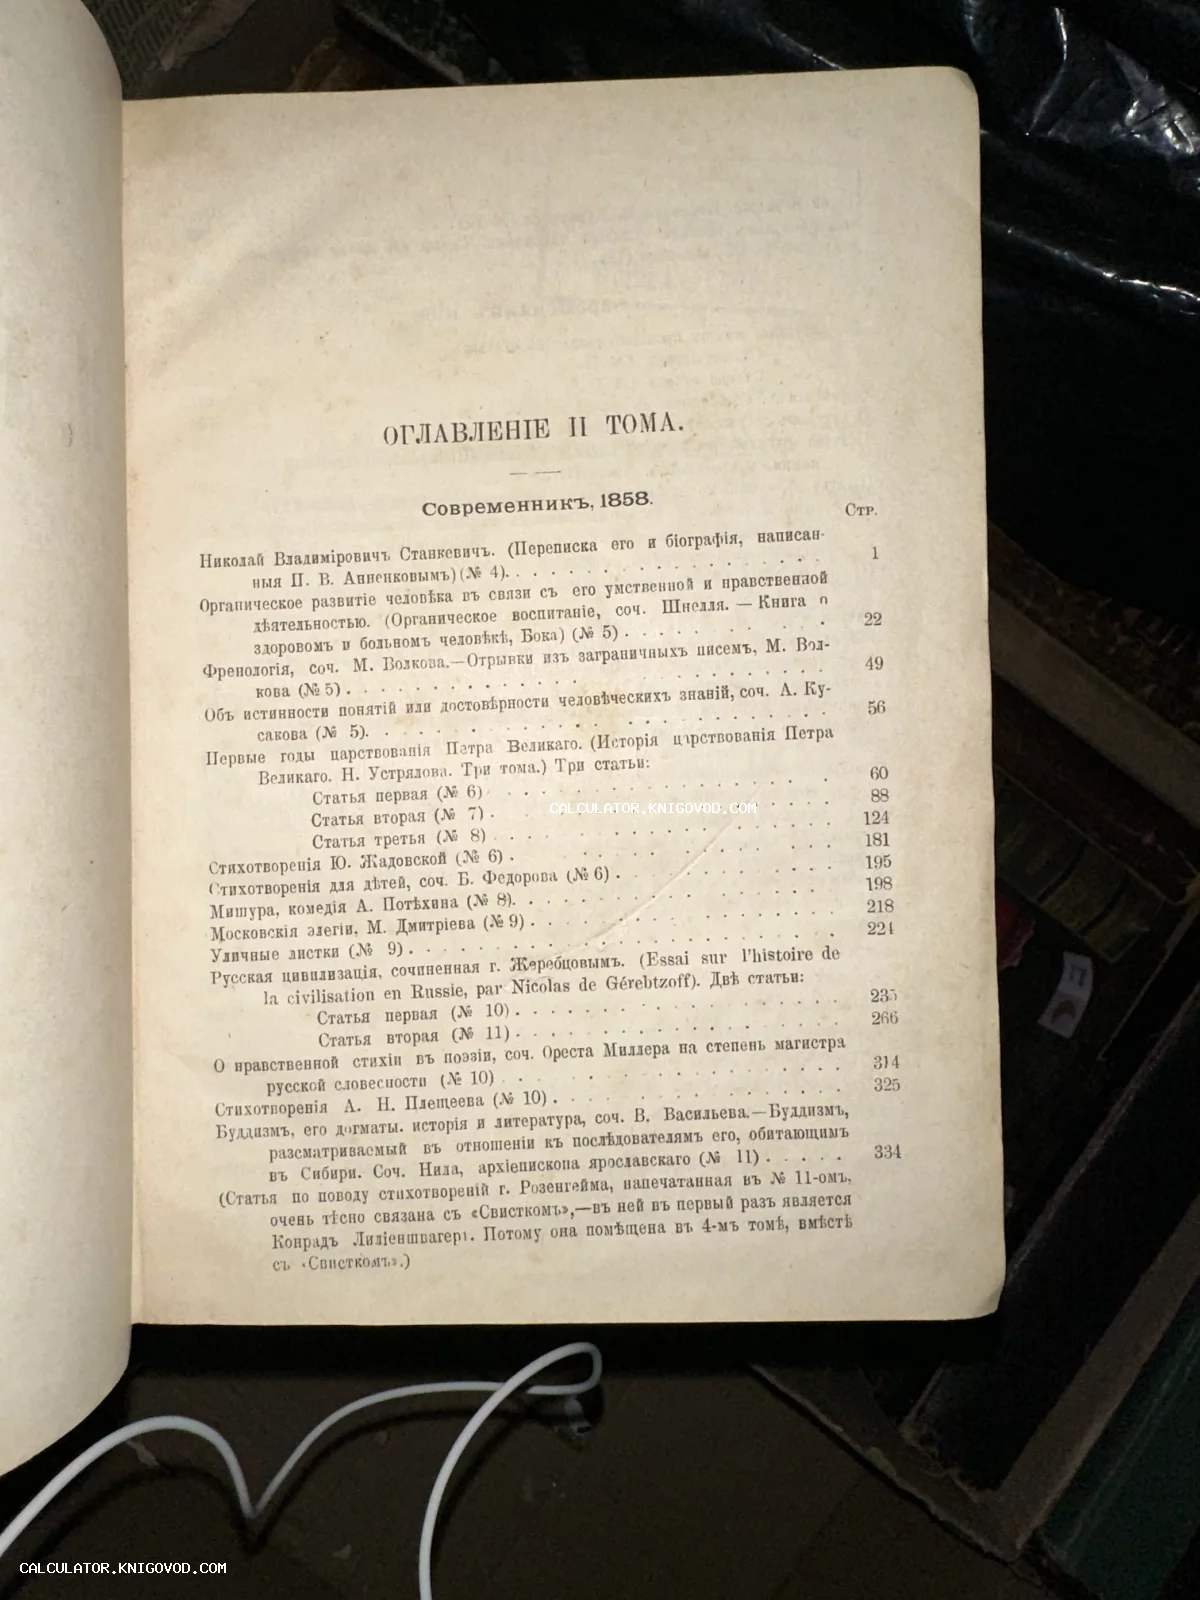 ОГЛАВЛЕНІЕ II ТОМА.
Современникъ, 1858.
Стр.
Николай Владиміровичъ Станкевичъ. (Переписка его и біографія, написан-
ныя П. В. Анненковымъ) (№ 4). 1
Органическое развитіе человѣка въ связи съ его умственной и нравственной
дѣятельностью. (Органическое воспитаніе, соч. Шнелля. — Книга о
здоровомъ и больномъ человѣкѣ, Бока) (№ 5) 22
Френологія, соч. М. Волкова.—Отрывки изъ заграничныхъ писемъ, М. Вол-
кова (№ 5) 49
Объ истинности понятій или достовѣрности человѣческихъ знаній, соч. А. Ку-
сакова (№ 5). 56
Первые годы царствованія Петра Великаго. (Исторія царствованія Петра
Великаго. Н. Устрялова. Три тома.) Три статьи:
Статья первая (№ 6) 60
Статья вторая (№ 7) 88
Статья третья (№ 8) 124
Стихотворенія Ю. Жадовской (№ 6) 181
Стихотворенія для дѣтей, соч. Б. Федорова (№ 6) 195
Мишура, комедія А. Потѣхина (№ 8). 198
Московскія элегіи, М. Дмитріева (№ 9) 218
Уличные листки (№ 9) 224
Русская цивилизація, сочиненная г. Жеребцовымъ. (Essai sur l'histoire de
la civilisation en Russie, par Nicolas de Gérebtzoff). Двѣ статьи:
Статья первая (№ 10) 235
Статья вторая (№ 11) 266
О нравственной стихіи въ поэзіи, соч. Ореста Миллера на степень магистра
русской словесности (№ 10) 314
Стихотворенія А. Н. Плещеева (№ 10) 325
Буддизмъ, его догматы. исторія и литература, соч. В. Васильева.—Буддизмъ,
разсматриваемый въ отношеніи къ послѣдователямъ его, обитающимъ
въ Сибири. Соч. Нила, архіепископа ярославскаго (№ 11) 334
(Статья по поводу стихотвореній г. Розенгейма, напечатанная въ № 11-омъ,
очень тѣсно связана съ «Свисткомъ»,—въ ней въ первый разъ является
Конрадъ Лиліеншвагеръ. Потому она помѣщена въ 4-мъ томѣ, вмѣстѣ
съ «Свисткомъ».)
CALCULATOR.KNIGOVOD.COM
CALCULATOR.KNIGOVOD.COM